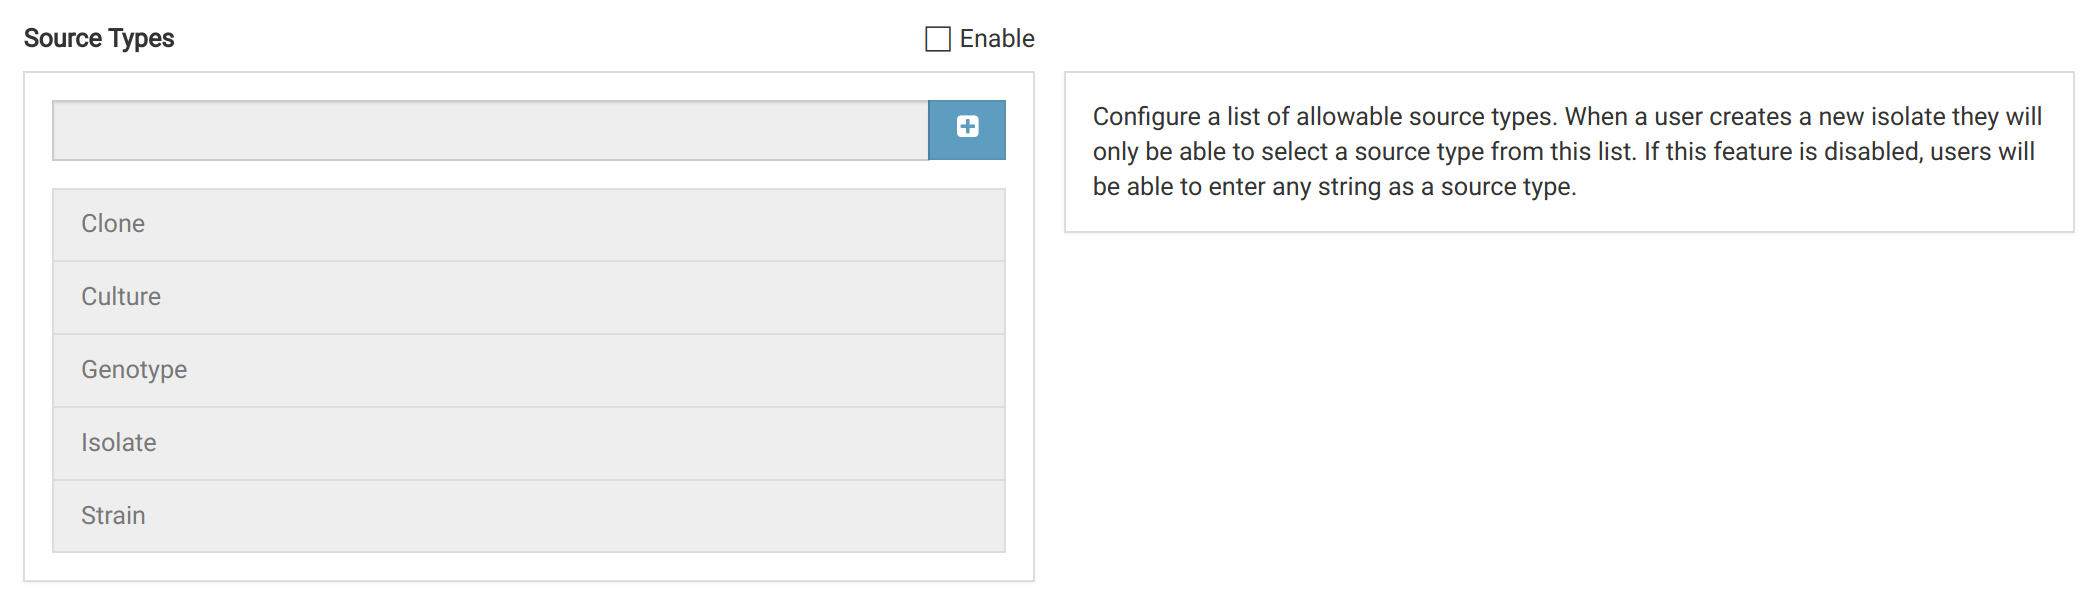 Source Types
Enable
Configure a list of allowable source types. When a user creates a new isolate they will
only be able to select a source type from this list. If this feature is disabled, users will
be able to enter any string as a source type.
Clone
Culture
Genotype
Isolate
Strain